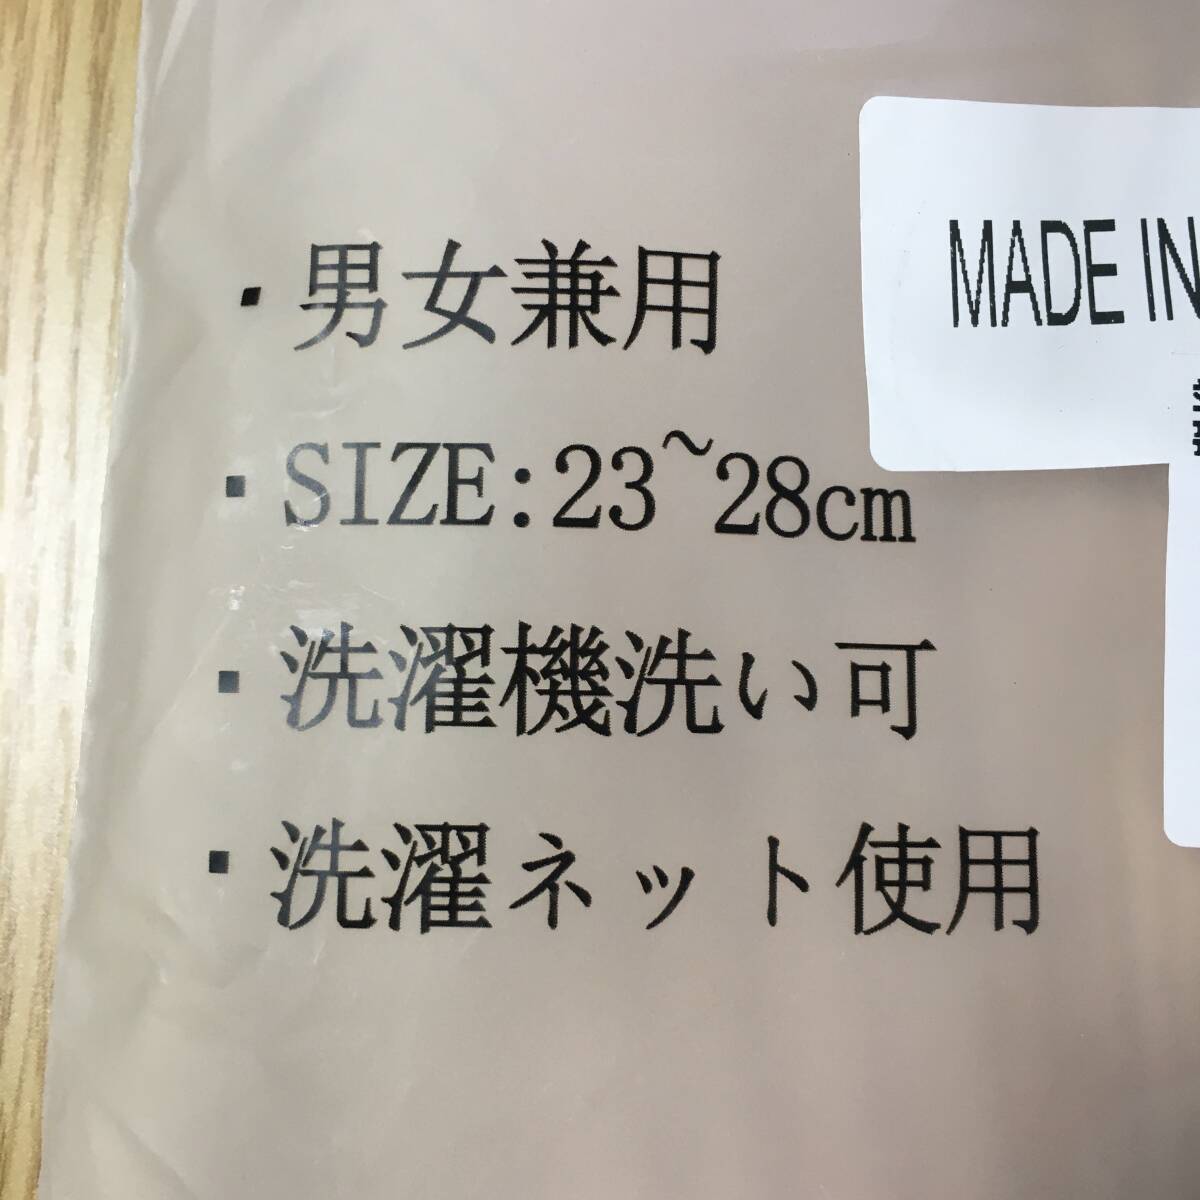 MADE IN
・男女兼用
・SIZE:23~28cm
・洗濯機洗い可
・洗濯ネット使用